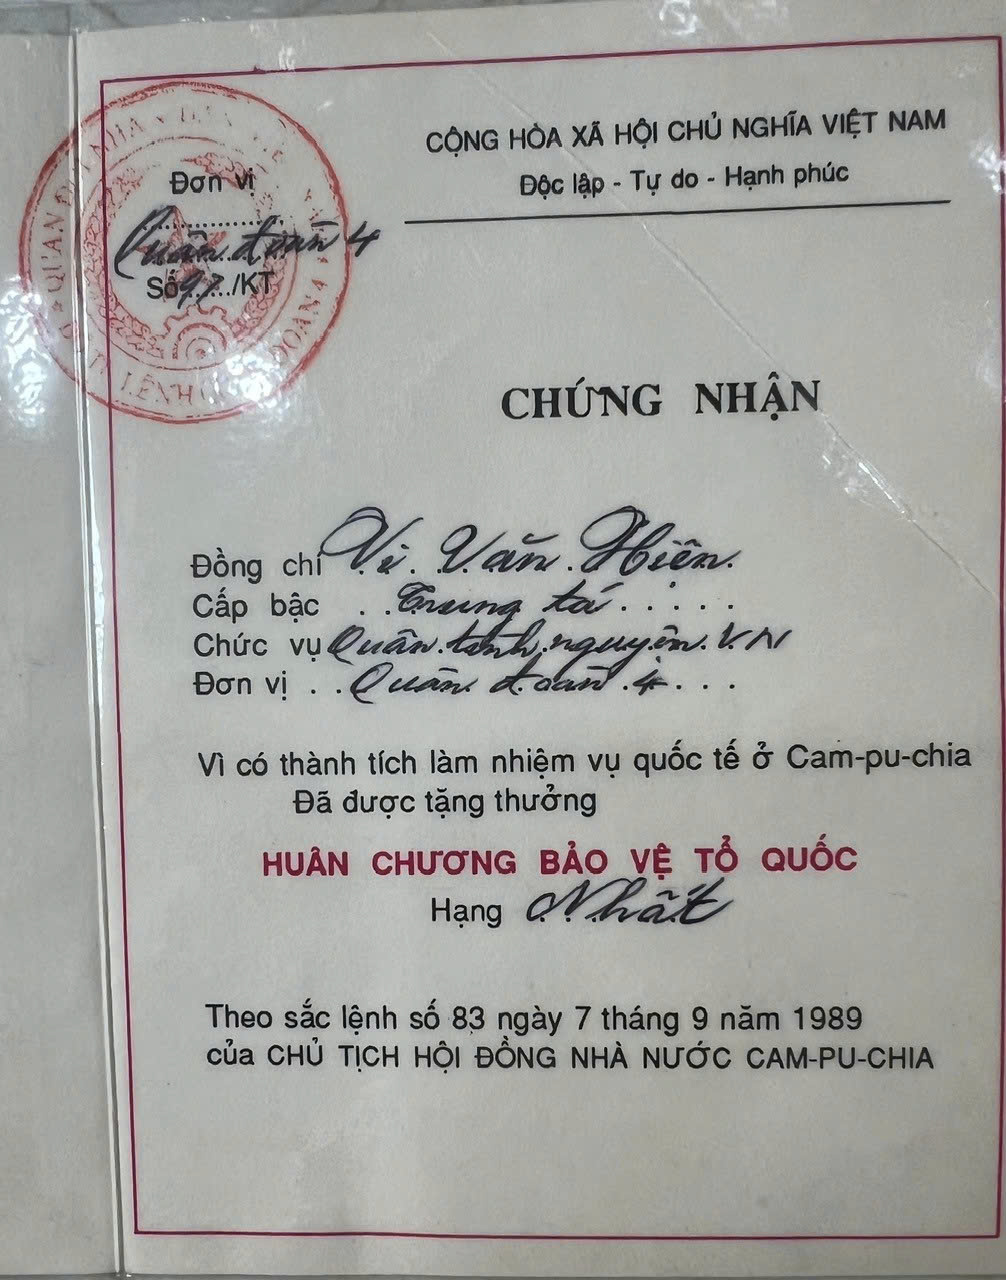 CỘNG HÒA XÃ HỘI CHỦ NGHĨA VIỆT NAM
Độc lập - Tự do - Hạnh phúc
Đơn vị
Quân đoàn 4
Số 97/KT
CHỨNG NHẬN
Đồng chí Vi Văn Hiện
Cấp bậc Trung tá
Chức vụ Quân tình nguyện VN
Đơn vị Quân đoàn 4
Vì có thành tích làm nhiệm vụ quốc tế ở Cam-pu-chia
Đã được tặng thưởng
HUÂN CHƯƠNG BẢO VỆ TỔ QUỐC
Hạng Nhất
Theo sắc lệnh số 83 ngày 7 tháng 9 năm 1989
của CHỦ TỊCH HỘI ĐỒNG NHÀ NƯỚC CAM-PU-CHIA